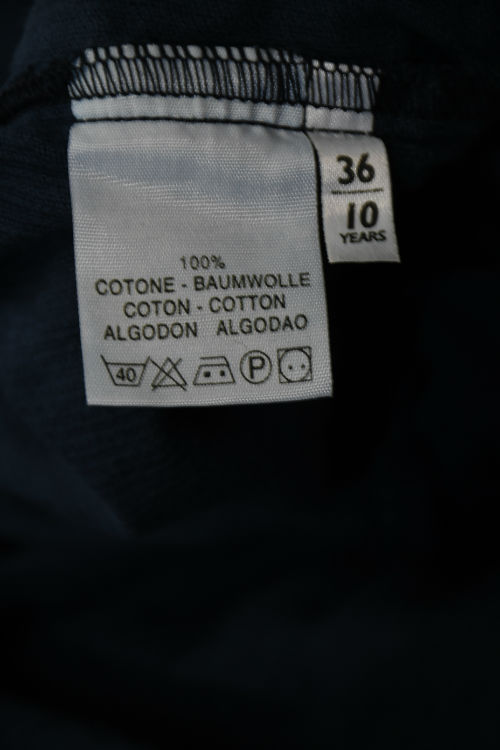 36
10
YEARS
100%
COTONE - BAUMWOLLE
COTON - COTTON
ALGODON ALGODAO
40 P